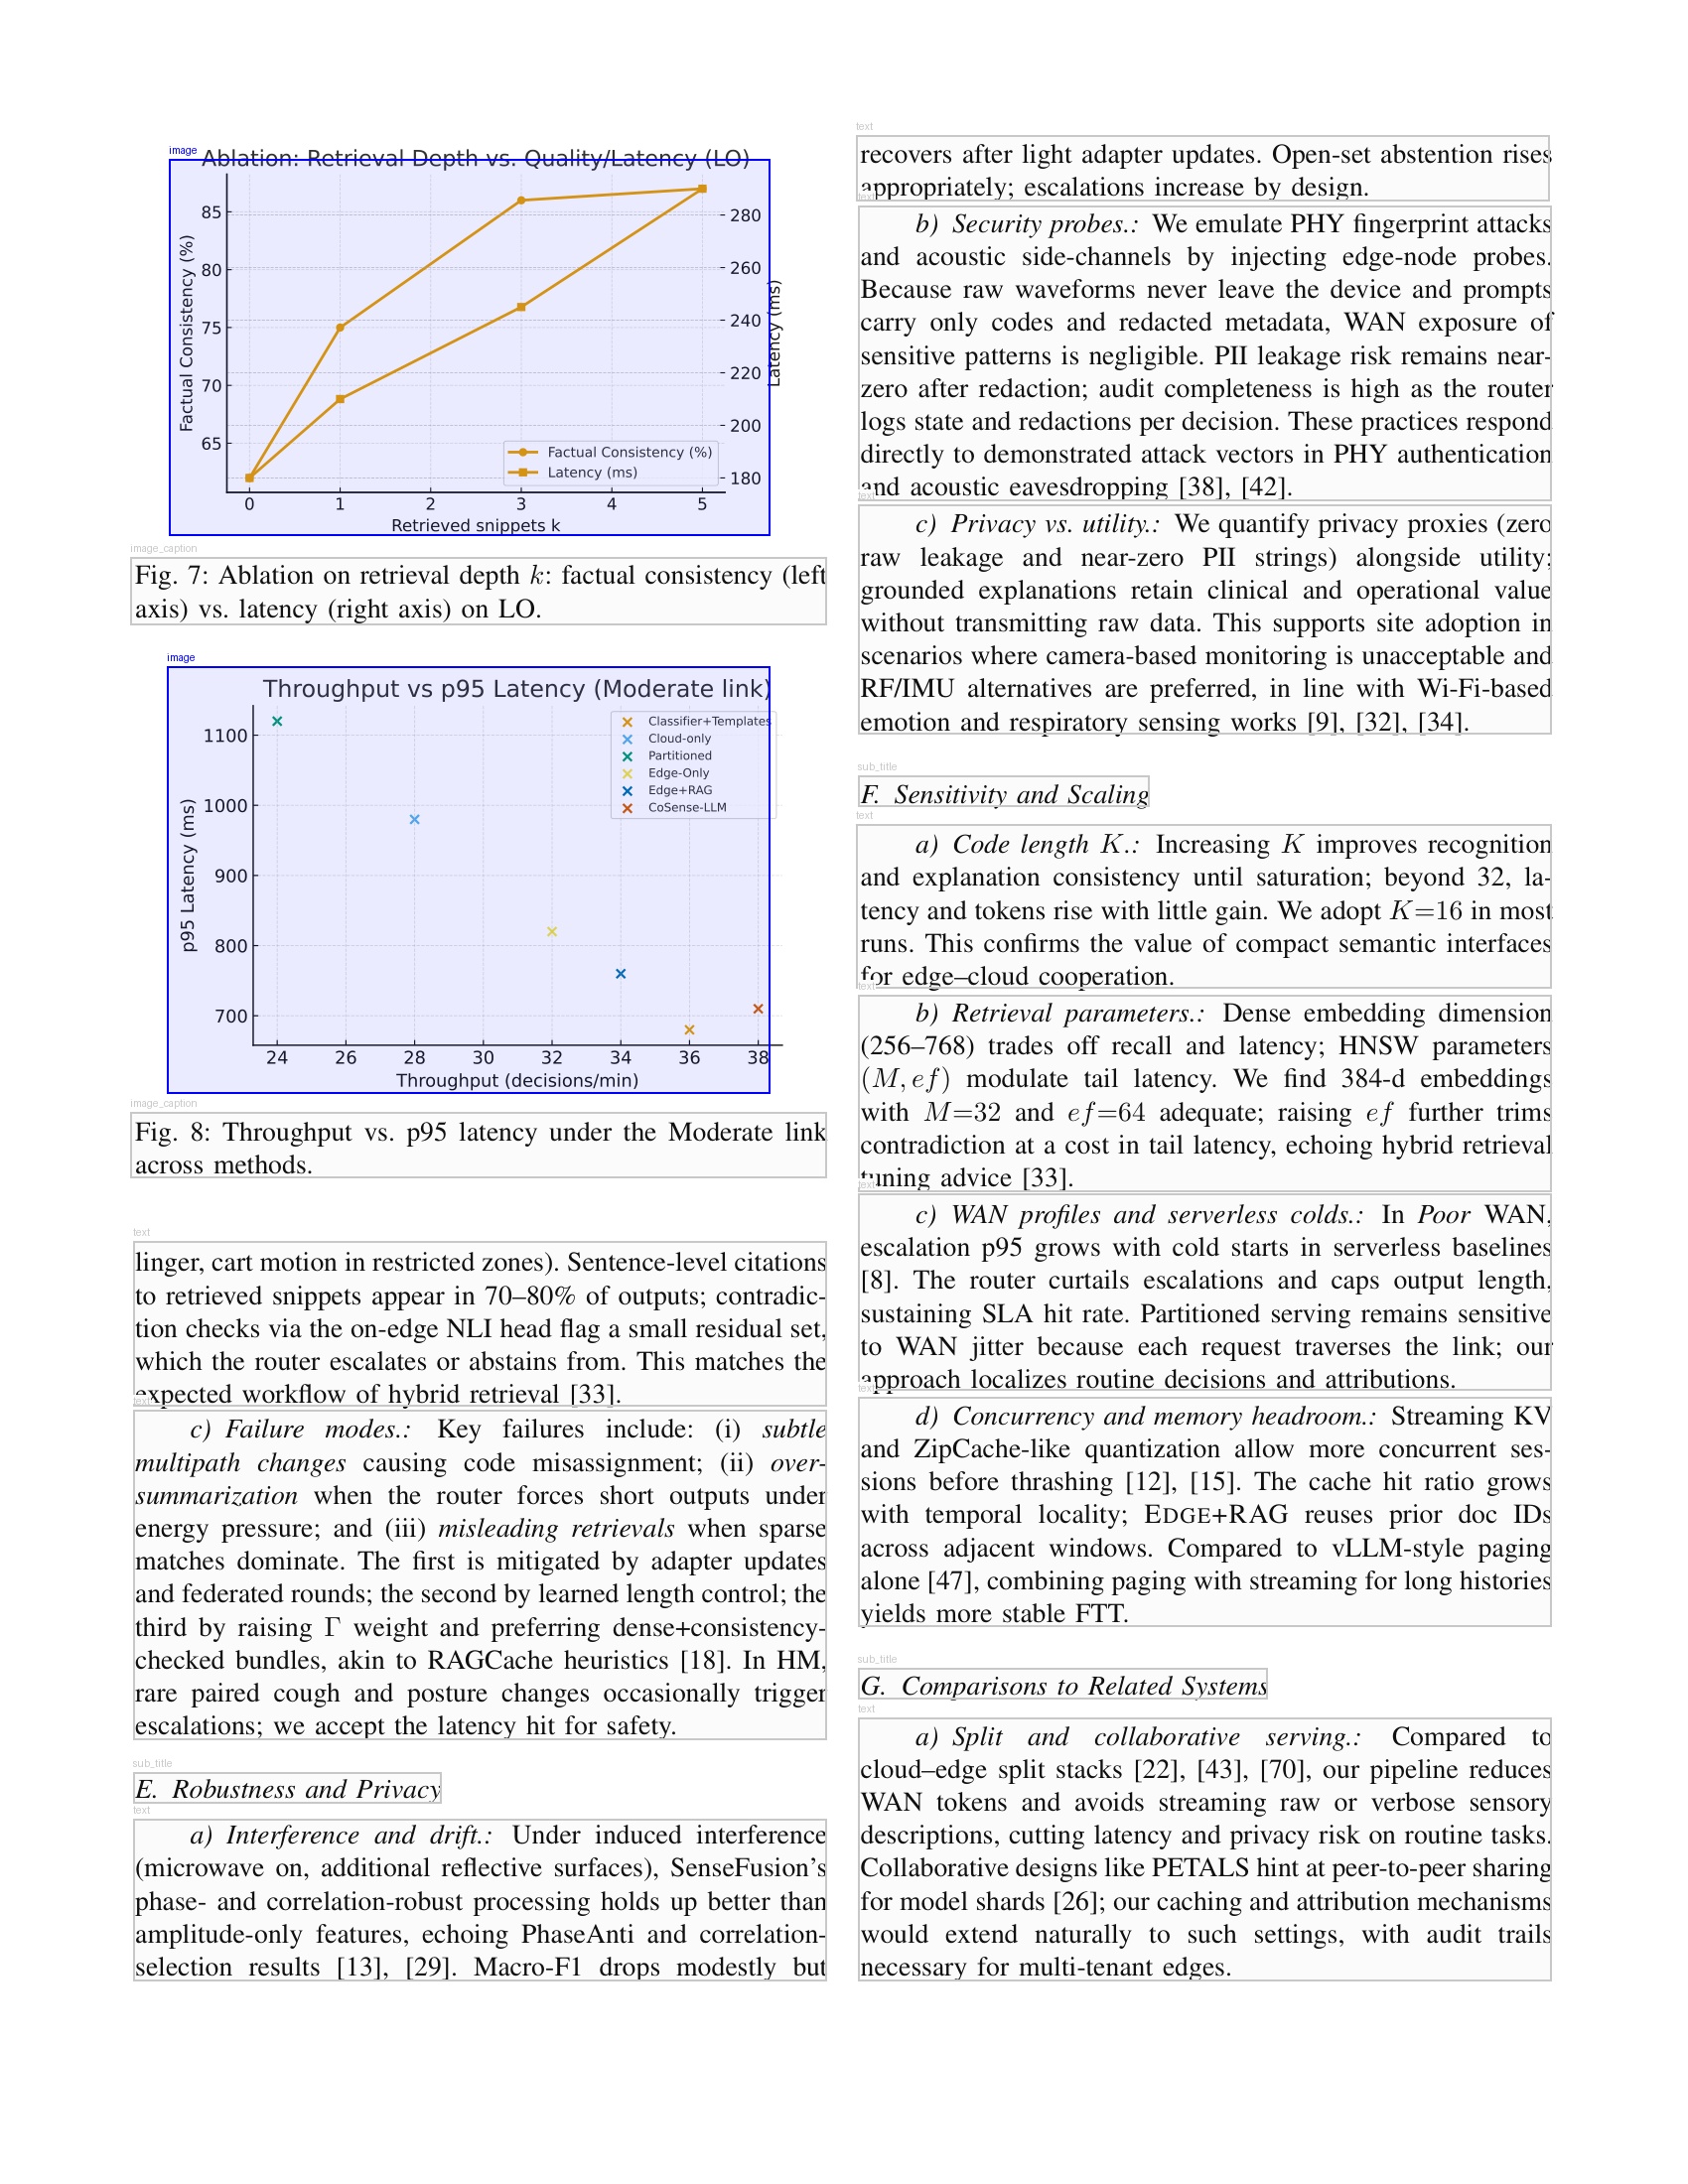 image
Ablation: Retrieval Depth vs. Quality/Latency (LO)
Factual Consistency (%)
85
80
75
70
65
280
260
240
220
200
180
Latency (ms)
Factual Consistency (%)
Latency (ms)
0 1 2 3 4 5
Retrieved snippets k
image_caption
Fig. 7: Ablation on retrieval depth k: factual consistency (left
axis) vs. latency (right axis) on LO.
image
Throughput vs p95 Latency (Moderate link)
p95 Latency (ms)
1100
1000
900
800
700
Classifier+Templates
Cloud-only
Partitioned
Edge-Only
Edge+RAG
CoSense-LLM
24 26 28 30 32 34 36 38
Throughput (decisions/min)
image_caption
Fig. 8: Throughput vs. p95 latency under the Moderate link
across methods.
text
linger, cart motion in restricted zones). Sentence-level citations
to retrieved snippets appear in 70–80% of outputs; contradic-
tion checks via the on-edge NLI head flag a small residual set,
which the router escalates or abstains from. This matches the
expected workflow of hybrid retrieval [33].
text
c) Failure modes.: Key failures include: (i) subtle
multipath changes causing code misassignment; (ii) over-
summarization when the router forces short outputs under
energy pressure; and (iii) misleading retrievals when sparse
matches dominate. The first is mitigated by adapter updates
and federated rounds; the second by learned length control; the
third by raising Γ weight and preferring dense+consistency-
checked bundles, akin to RAGCache heuristics [18]. In HM,
rare paired cough and posture changes occasionally trigger
escalations; we accept the latency hit for safety.
sub_title
E. Robustness and Privacy
text
a) Interference and drift.: Under induced interference
(microwave on, additional reflective surfaces), SenseFusion's
phase- and correlation-robust processing holds up better than
amplitude-only features, echoing PhaseAnti and correlation-
selection results [13], [29]. Macro-F1 drops modestly but
text
recovers after light adapter updates. Open-set abstention rises
appropriately; escalations increase by design.
text
b) Security probes.: We emulate PHY fingerprint attacks
and acoustic side-channels by injecting edge-node probes.
Because raw waveforms never leave the device and prompts
carry only codes and redacted metadata, WAN exposure of
sensitive patterns is negligible. PII leakage risk remains near-
zero after redaction; audit completeness is high as the router
logs state and redactions per decision. These practices respond
directly to demonstrated attack vectors in PHY authentication
and acoustic eavesdropping [38], [42].
text
c) Privacy vs. utility.: We quantify privacy proxies (zero
raw leakage and near-zero PII strings) alongside utility;
grounded explanations retain clinical and operational value
without transmitting raw data. This supports site adoption in
scenarios where camera-based monitoring is unacceptable and
RF/IMU alternatives are preferred, in line with Wi-Fi-based
emotion and respiratory sensing works [9], [32], [34].
sub_title
F. Sensitivity and Scaling
text
a) Code length K.: Increasing K improves recognition
and explanation consistency until saturation; beyond 32, la-
tency and tokens rise with little gain. We adopt K=16 in most
runs. This confirms the value of compact semantic interfaces
for edge–cloud cooperation.
text
b) Retrieval parameters.: Dense embedding dimension
(256–768) trades off recall and latency; HNSW parameters
(M, ef) modulate tail latency. We find 384-d embeddings
with M=32 and ef=64 adequate; raising ef further trims
contradiction at a cost in tail latency, echoing hybrid retrieval
tuning advice [33].
text
c) WAN profiles and serverless colds.: In Poor WAN,
escalation p95 grows with cold starts in serverless baselines
[8]. The router curtails escalations and caps output length,
sustaining SLA hit rate. Partitioned serving remains sensitive
to WAN jitter because each request traverses the link; our
approach localizes routine decisions and attributions.
text
d) Concurrency and memory headroom.: Streaming KV
and ZipCache-like quantization allow more concurrent ses-
sions before thrashing [12], [15]. The cache hit ratio grows
with temporal locality; EDGE+RAG reuses prior doc IDs
across adjacent windows. Compared to vLLM-style paging
alone [47], combining paging with streaming for long histories
yields more stable FTT.
sub_title
G. Comparisons to Related Systems
text
a) Split and collaborative serving.: Compared to
cloud–edge split stacks [22], [43], [70], our pipeline reduces
WAN tokens and avoids streaming raw or verbose sensory
descriptions, cutting latency and privacy risk on routine tasks.
Collaborative designs like PETALS hint at peer-to-peer sharing
for model shards [26]; our caching and attribution mechanisms
would extend naturally to such settings, with audit trails
necessary for multi-tenant edges.